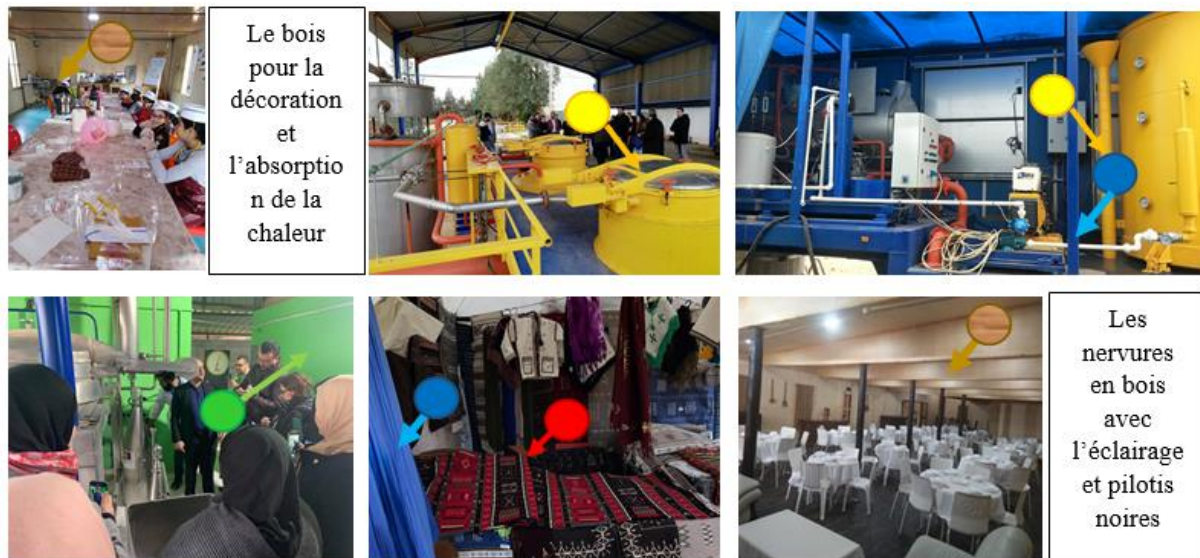 Le bois
pour la
décoration
et
l'absorptio
n de la
chaleur
Les
nervures
en bois
avec
l'éclairage
et pilotis
noires